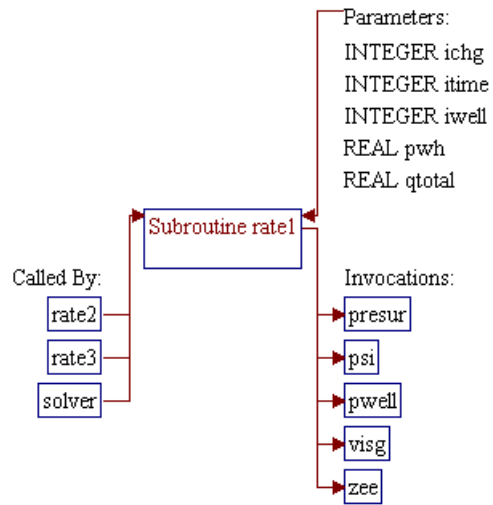 Parameters:
INTEGER ichg
INTEGER itime
INTEGER iwell
REAL pwh
REAL qtotal
Subroutine rate1
Called By:
rate2
rate3
solver
Invocations:
presur
psi
pwell
visg
zee